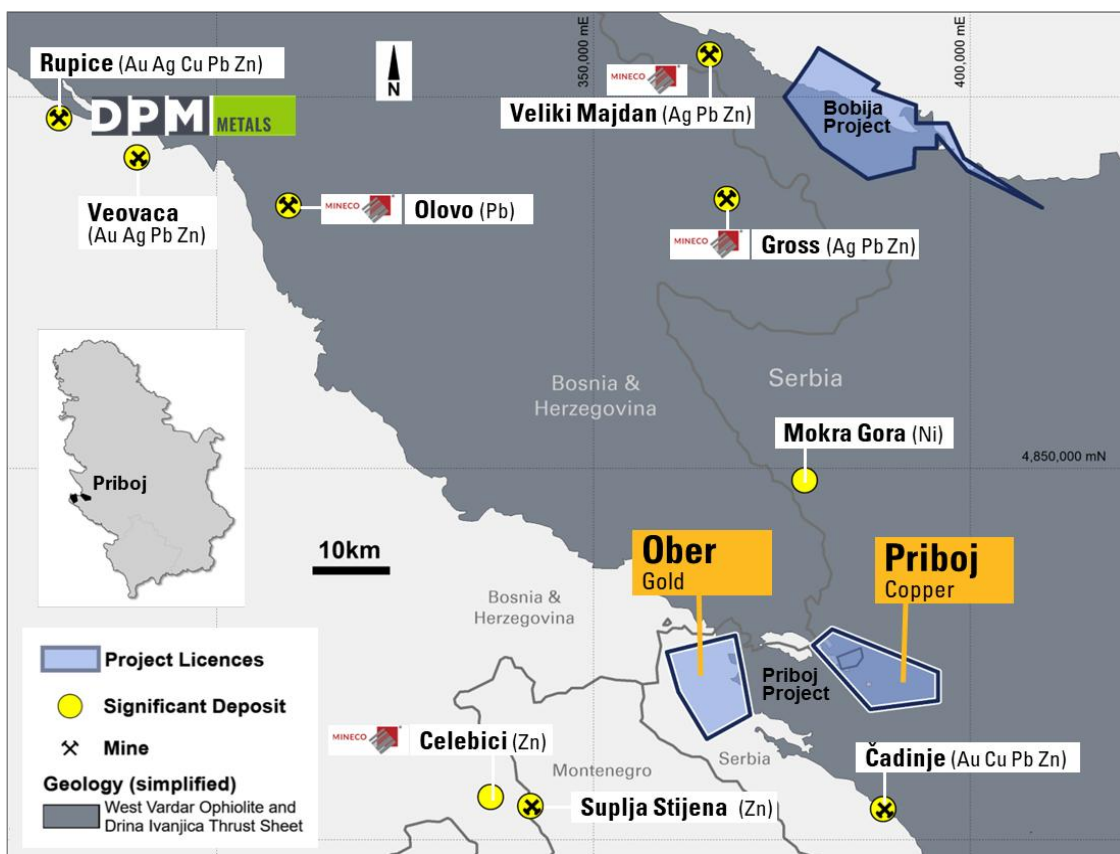 350,000 mE
400,000 mE
Rupice (Au Ag Cu Pb Zn)
DPM METALS
N
MINECO
Veliki Majdan (Ag Pb Zn)
Bobija
Project
Veovaca
(Au Ag Pb Zn)
MINECO
Olovo (Pb)
MINECO
Gross (Ag Pb Zn)
Bosnia &
Herzegovina
Serbia
Mokra Gora (Ni)
4,850,000 mN
Priboj
10km
Ober
Gold
Priboj
Copper
Bosnia &
Herzegovina
Priboj
Project
Project Licences
Significant Deposit
Mine
Geology (simplified)
West Vardar Ophiolite and
Drina Ivanjica Thrust Sheet
MINECO
Celebici (Zn)
Montenegro
Serbia
Čadinje (Au Cu Pb Zn)
Suplja Stijena (Zn)